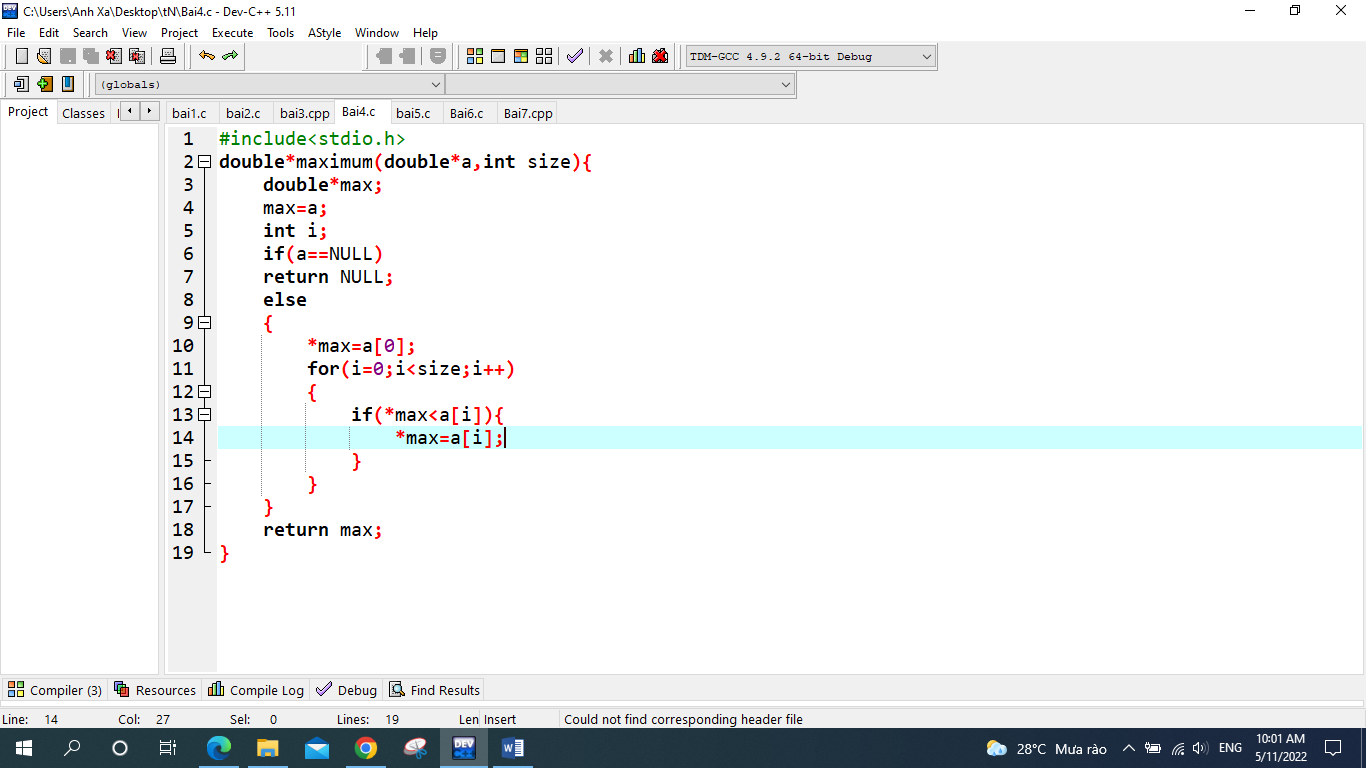 C:\Users\Anh Xa\Desktop\tN\Bai4.c - Dev-C++ 5.11
File Edit Search View Project Execute Tools AStyle Window Help
TDM-GCC 4.9.2 64-bit Debug
(globals)
Project Classes bai1.c bai2.c bai3.cpp Bai4.c bai5.c Bai6.c Bai7.cpp
1 #include<stdio.h>
2 double*maximum(double*a,int size){
3 double*max;
4 max=a;
5 int i;
6 if(a==NULL)
7 return NULL;
8 else
9 {
10 *max=a[0];
11 for(i=0;i<size;i++)
12 {
13 if(*max<a[i]){
14 *max=a[i];
15 }
16 }
17 }
18 return max;
19 }
Compiler (3) Resources Compile Log Debug Find Results
Line: 14 Col: 27 Sel: 0 Lines: 19 Len Insert Could not find corresponding header file
DEV W 28°C Mưa rào ENG 10:01 AM
5/11/2022